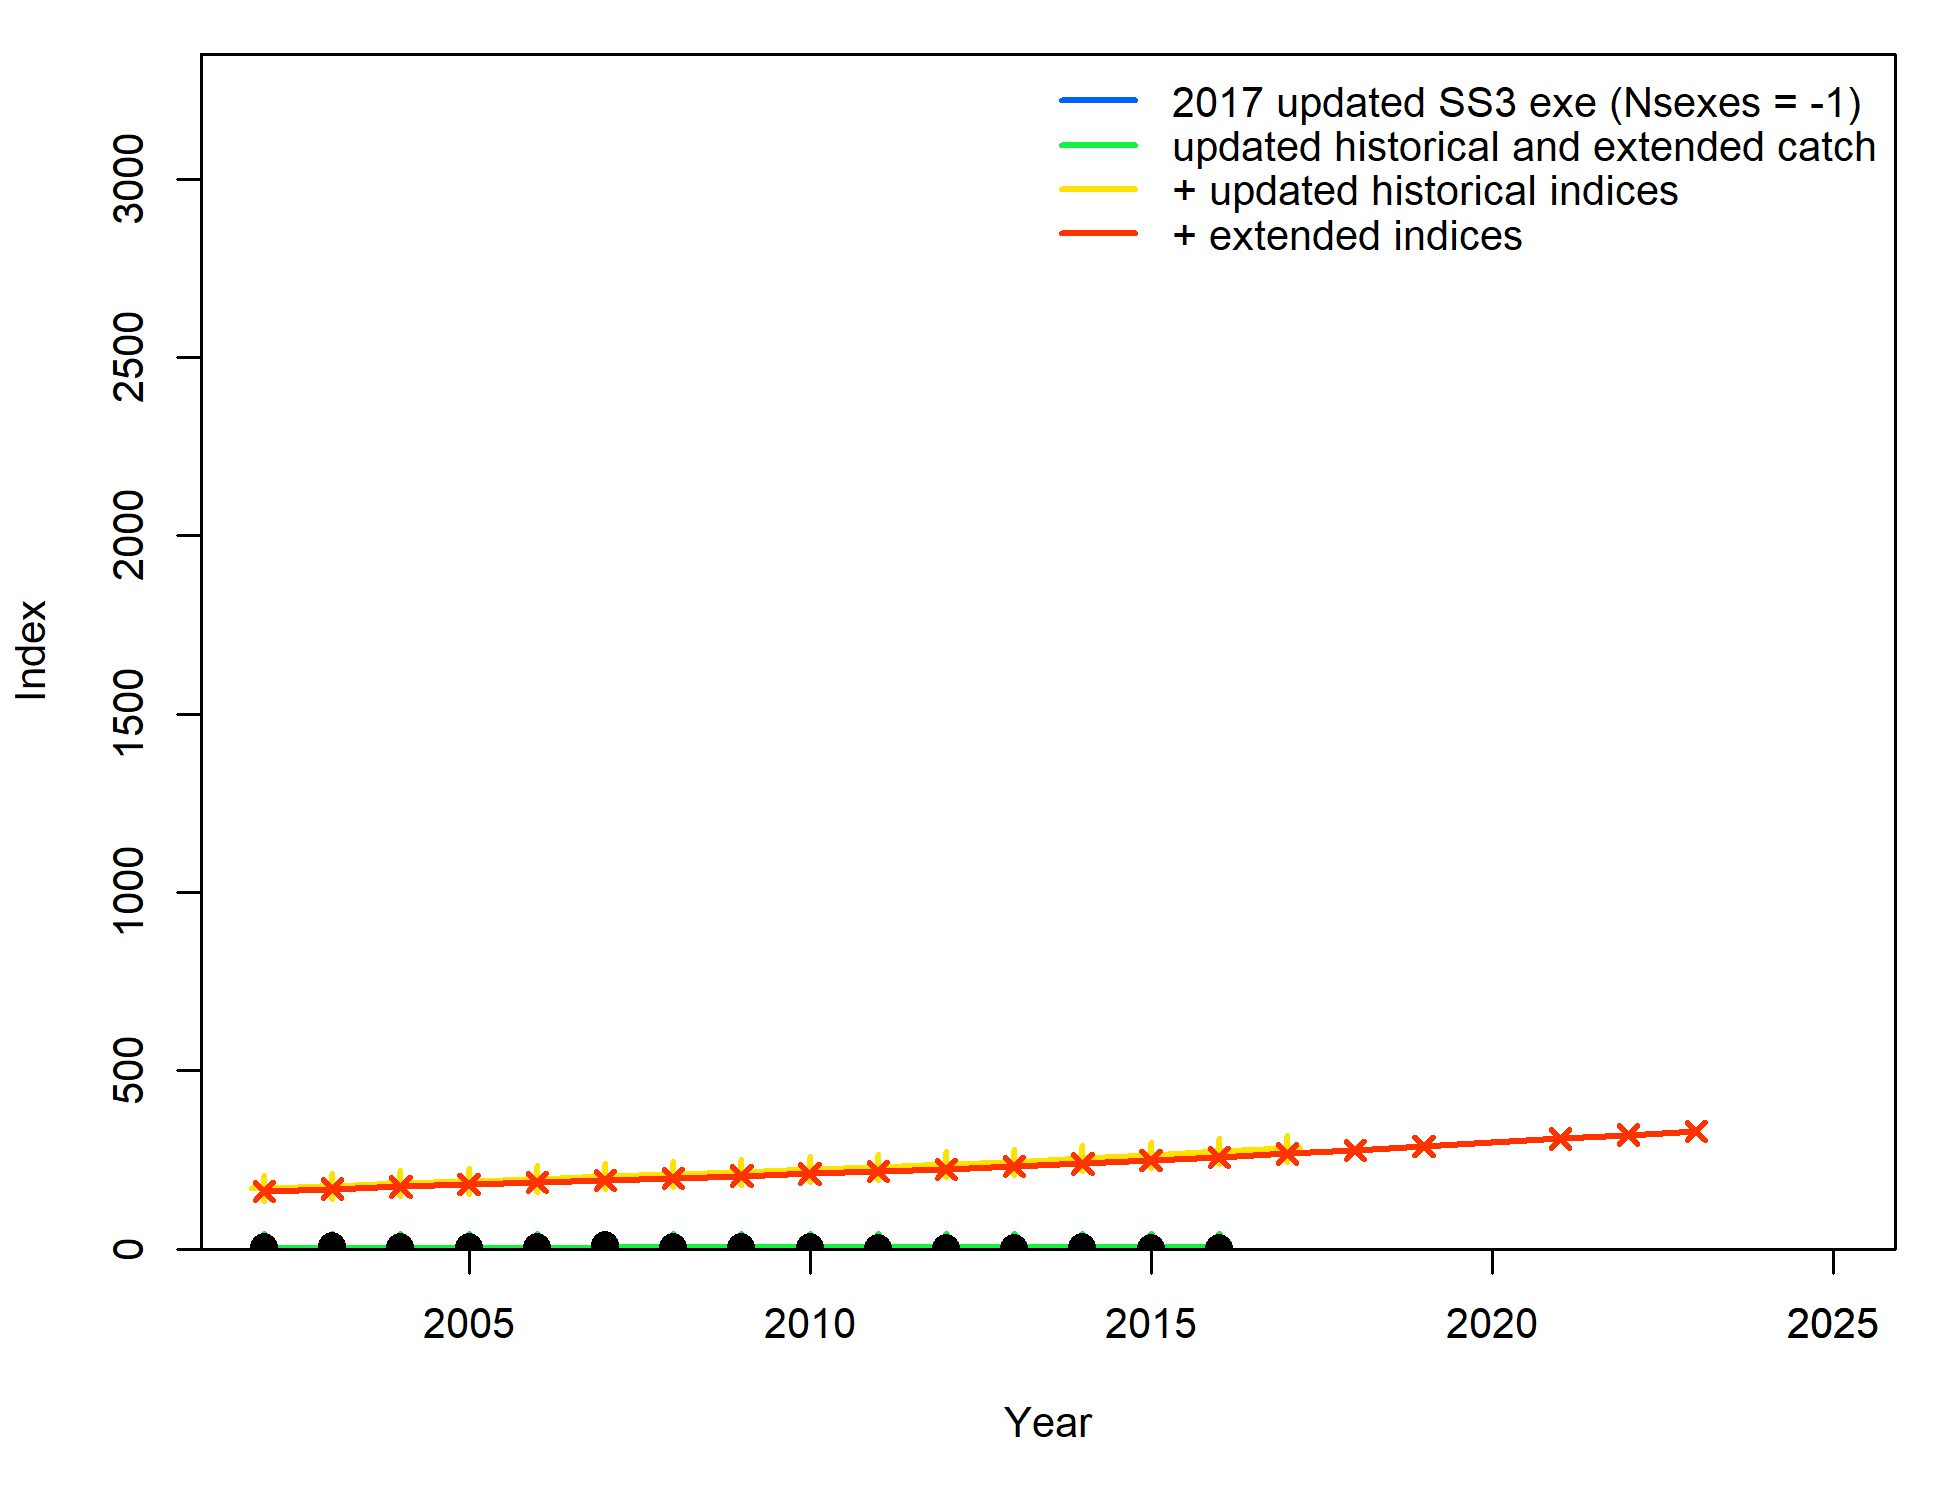 2017 updated SS3 exe (Nsexes = -1)
updated historical and extended catch
+ updated historical indices
+ extended indices
3000
2500
2000
1500
1000
500
0
Index
2005
2010
2015
2020
2025
Year